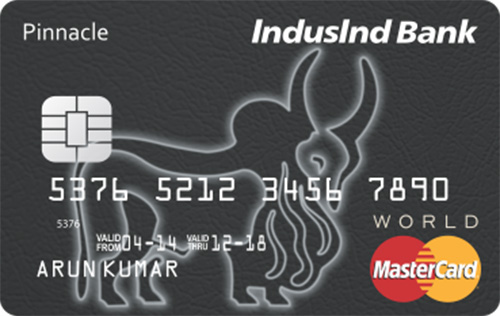 Pinnacle
IndusInd Bank
5376 5212 3456 7890
5376
WORLD
VALID FROM 04-14 VALID THRU 12-18
ARUN KUMAR
MasterCard